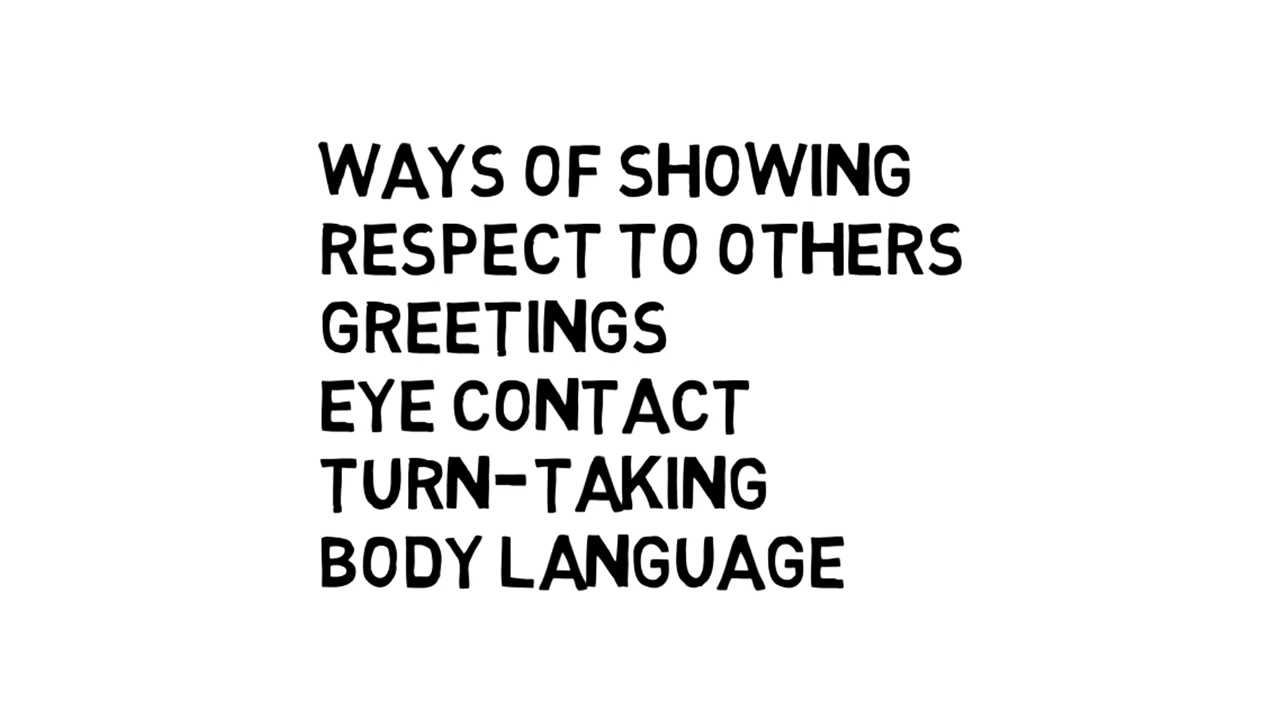 WAYS OF SHOWING
RESPECT TO OTHERS
GREETINGS
EYE CONTACT
TURN-TAKING
BODY LANGUAGE